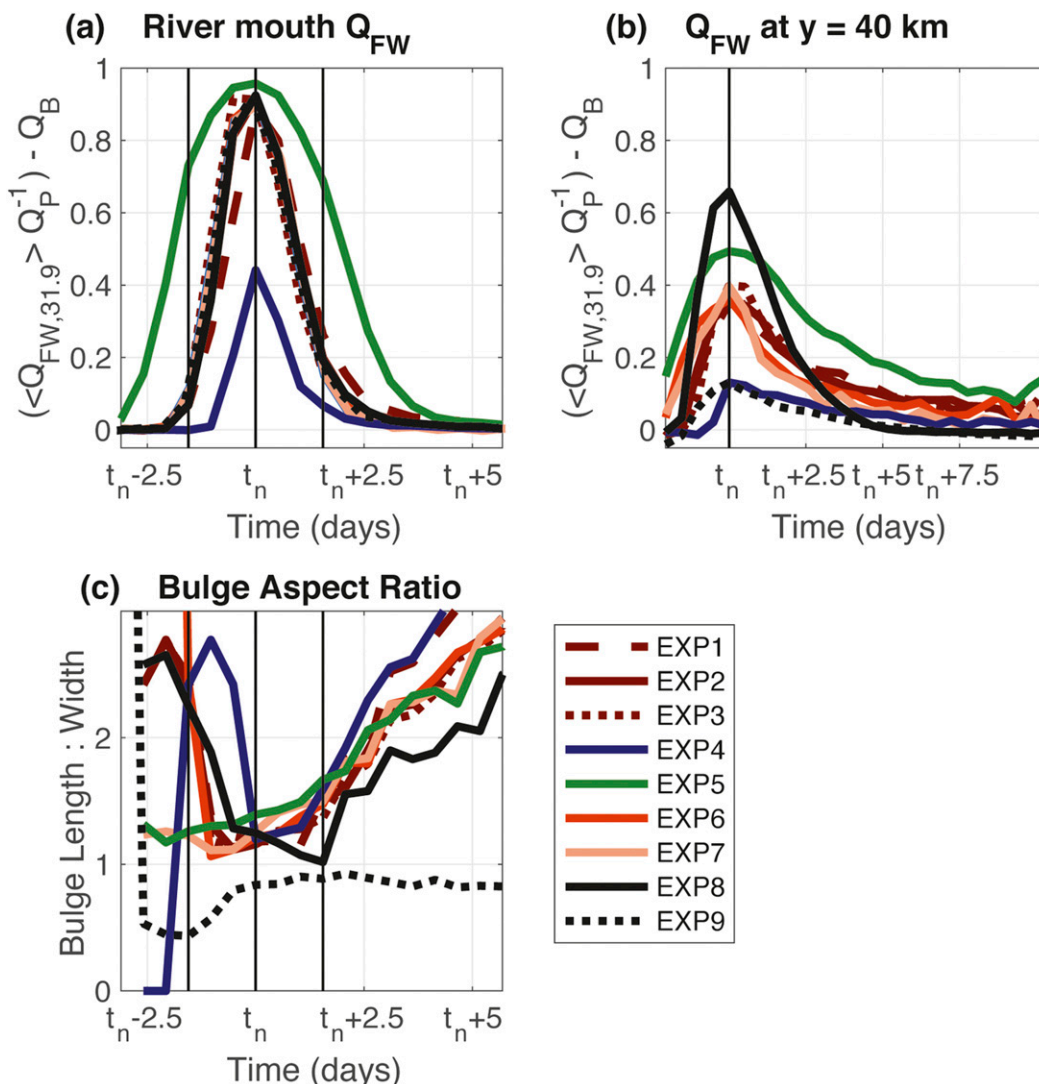 (a) River mouth Q_FW
(<Q_FW,31.9> Q_P^-1) - Q_B
1
0.8
0.6
0.4
0.2
0
t_n-2.5 t_n t_n+2.5 t_n+5
Time (days)
(b) Q_FW at y = 40 km
(<Q_FW,31.9> Q_P^-1) - Q_B
1
0.8
0.6
0.4
0.2
0
t_n t_n+2.5 t_n+5 t_n+7.5
Time (days)
(c) Bulge Aspect Ratio
Bulge Length : Width
2
1
0
t_n-2.5 t_n t_n+2.5 t_n+5
Time (days)
EXP1
EXP2
EXP3
EXP4
EXP5
EXP6
EXP7
EXP8
EXP9